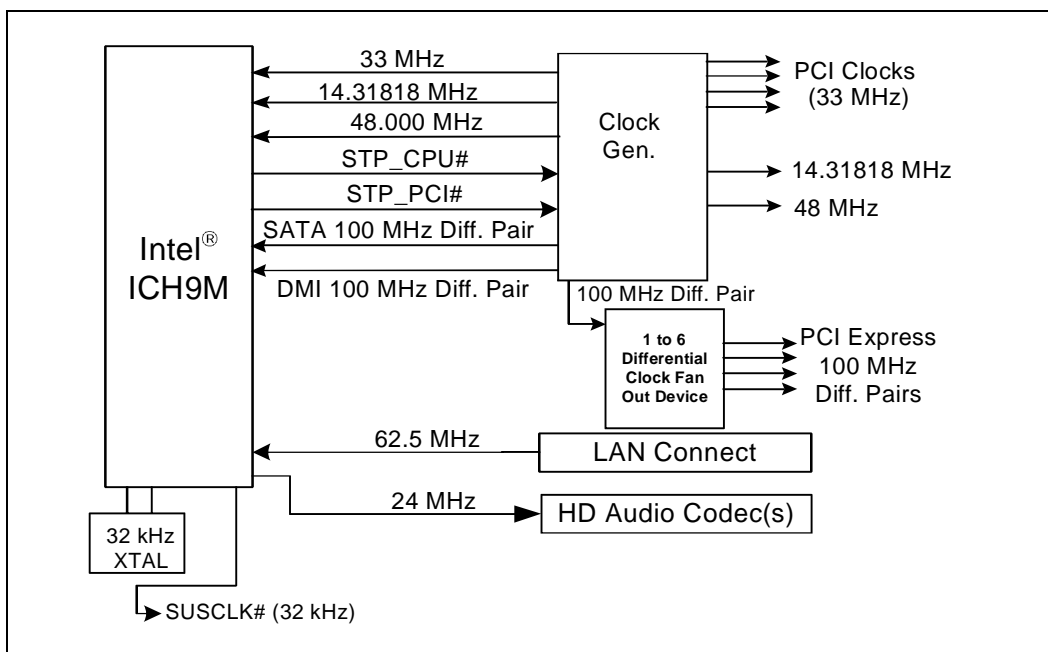 33 MHz
14.31818 MHz
48.000 MHz
STP_CPU#
STP_PCI#
SATA 100 MHz Diff. Pair
DMI 100 MHz Diff. Pair
Intel®
ICH9M
Clock
Gen.
PCI Clocks
(33 MHz)
14.31818 MHz
48 MHz
100 MHz Diff. Pair
1 to 6
Differential
Clock Fan
Out Device
PCI Express
100 MHz
Diff. Pairs
62.5 MHz
LAN Connect
24 MHz
HD Audio Codec(s)
32 kHz
XTAL
SUSCLK# (32 kHz)